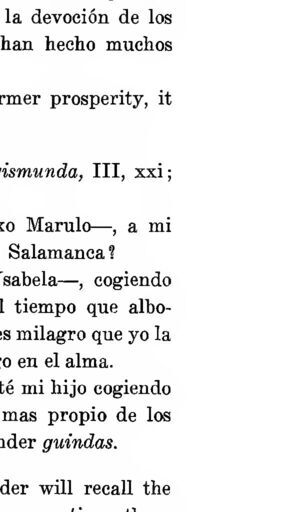 la devoción de los
han hecho muchos
rmer prosperity, it
ismunda, III, xxi;
xo Marulo—, a mi
Salamanca?
sabela—, cogiendo
l tiempo que albo-
es milagro que yo la
o en el alma.
té mi hijo cogiendo
mas propio de los
nder guindas.
der will recall the